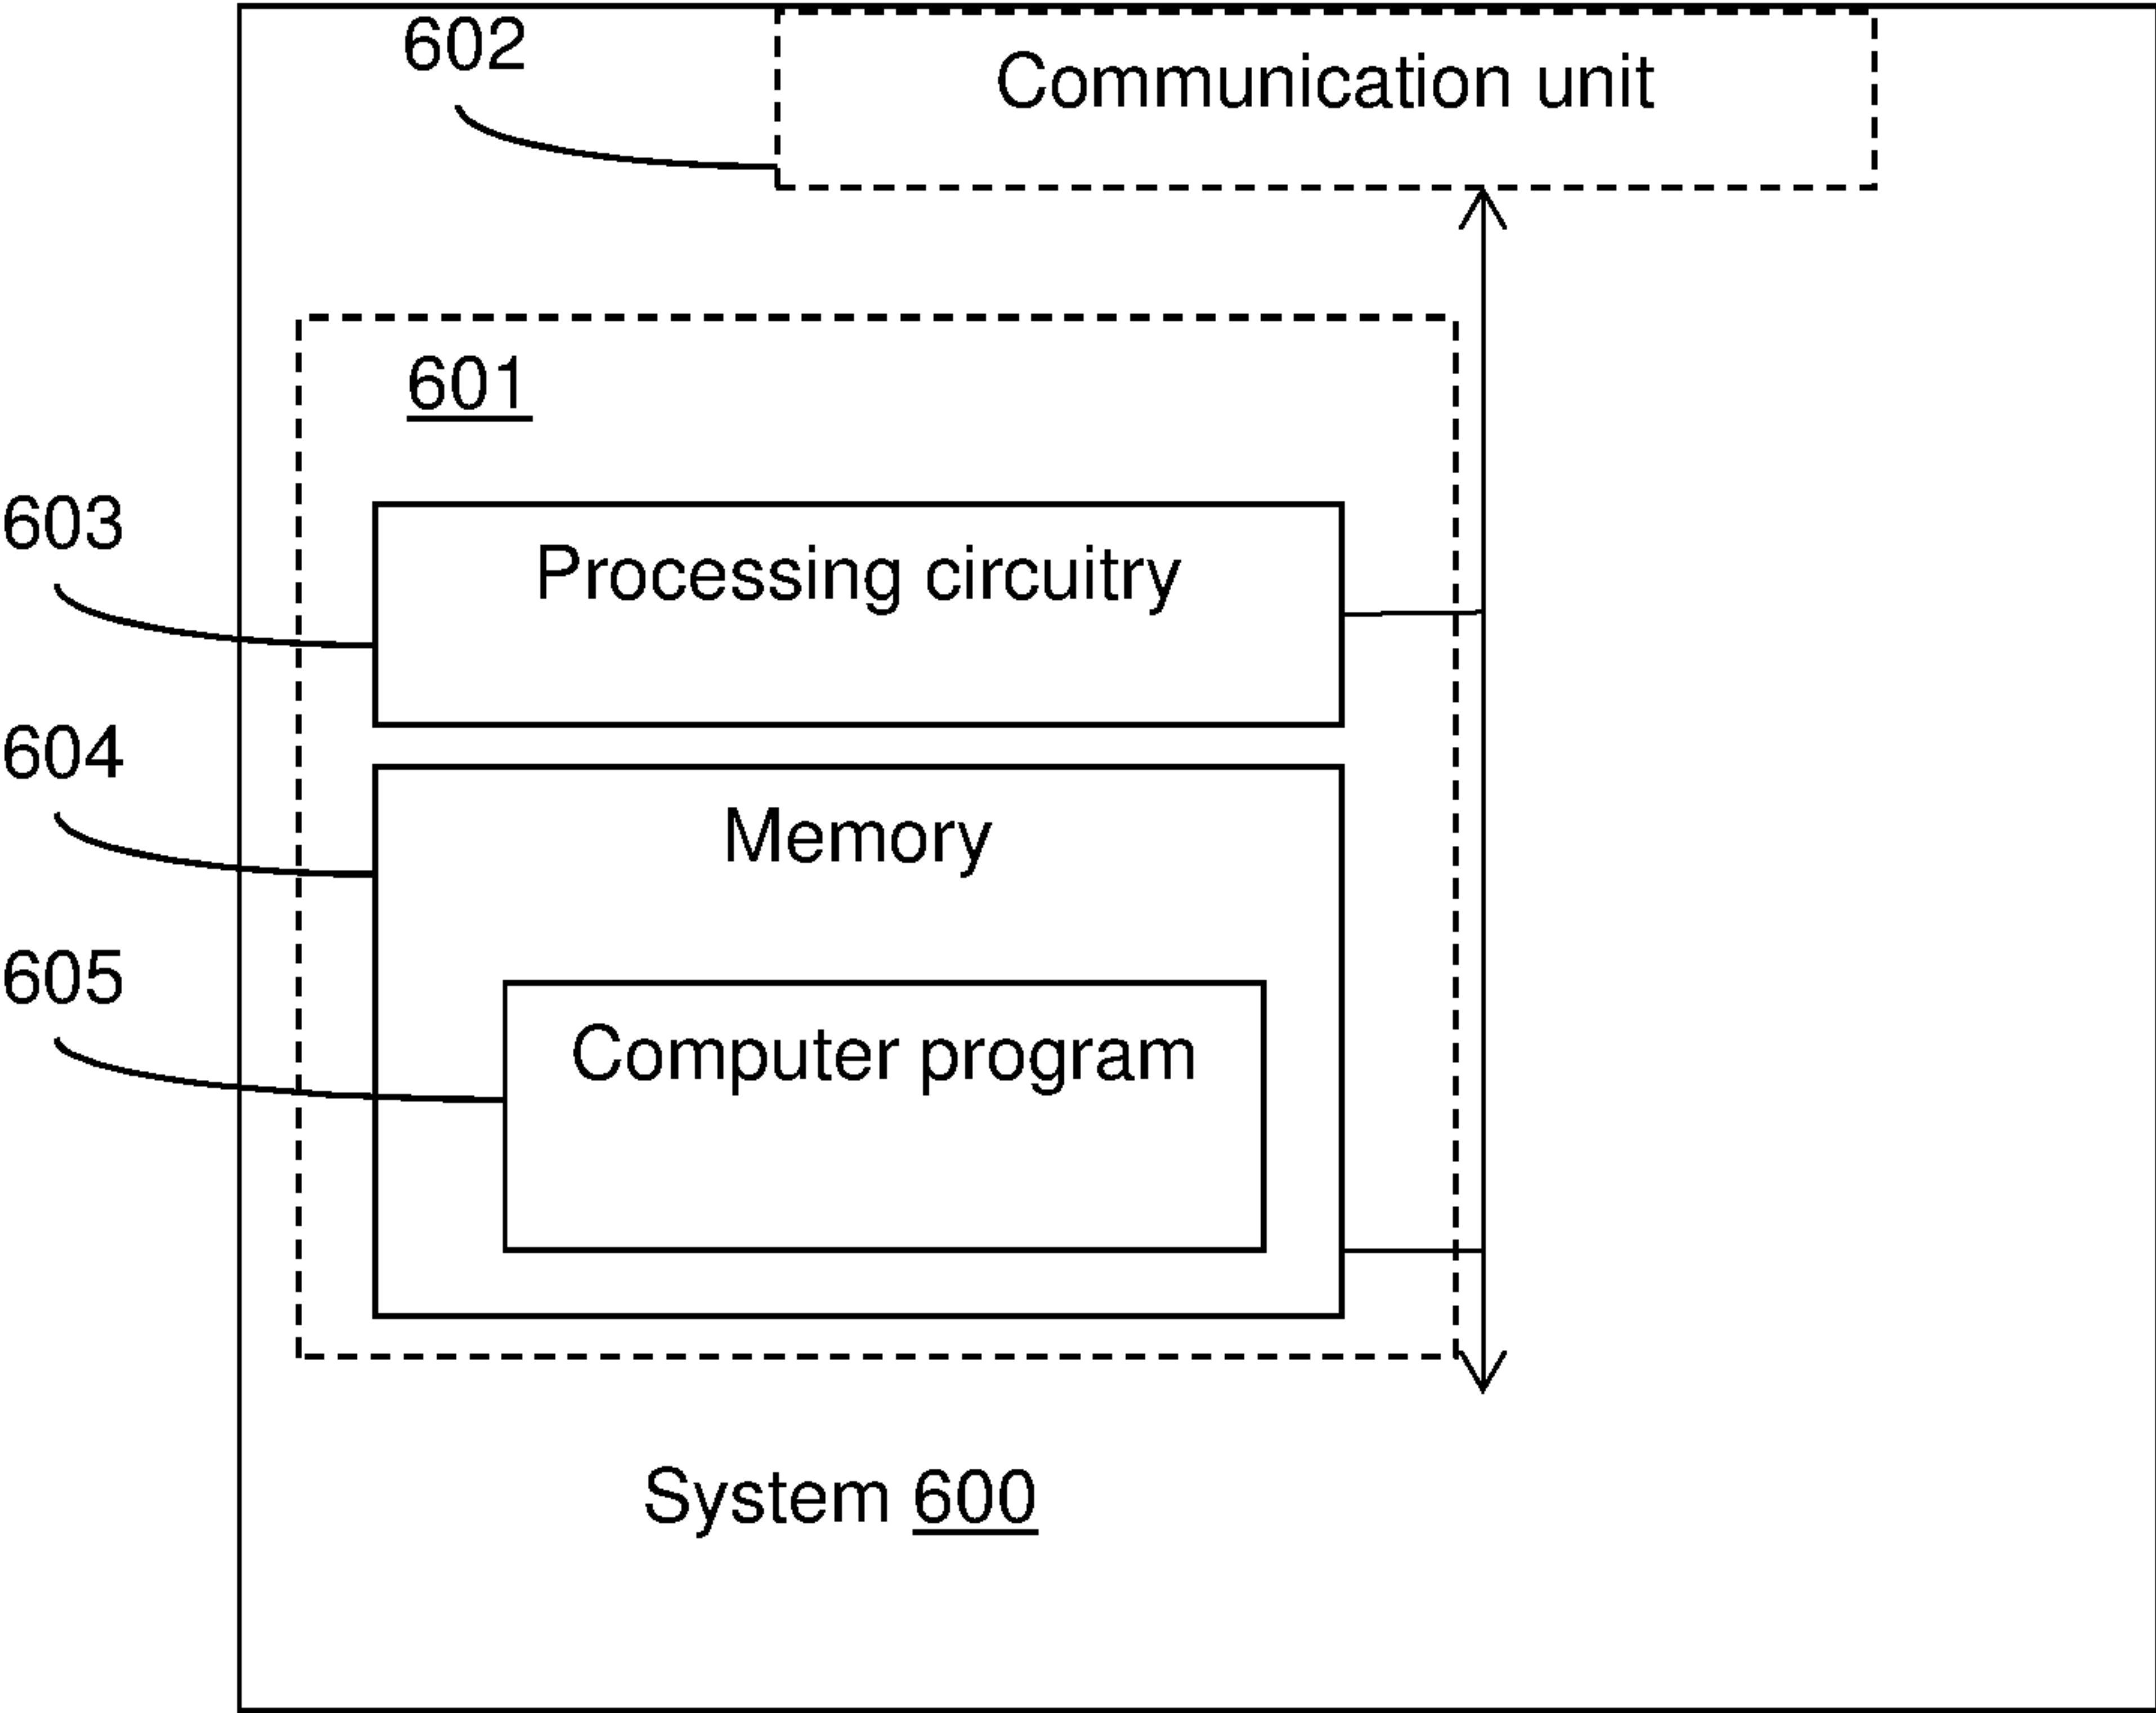 602
Communication unit
601
603
Processing circuitry
604
Memory
605
Computer program
System 600